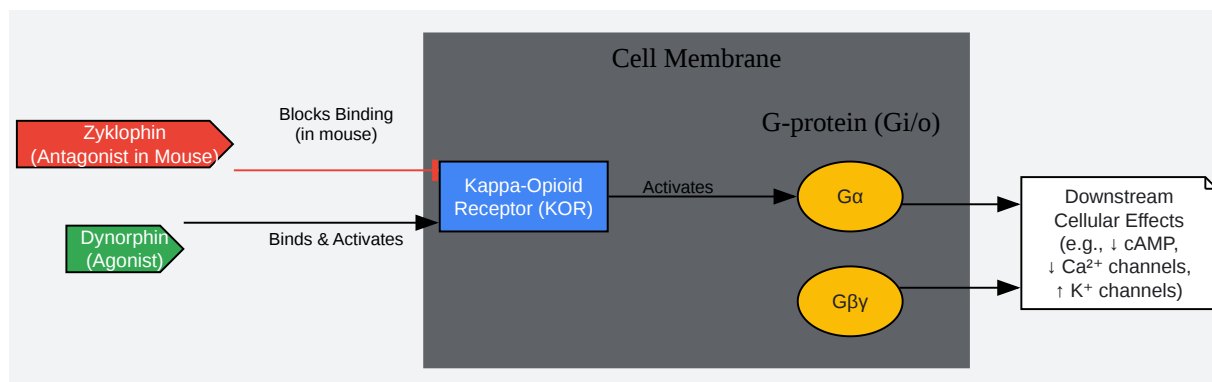 Cell Membrane
G-protein (Gi/o)
Zyklophin
(Antagonist in Mouse)
Blocks Binding
(in mouse)
Dynorphin
(Agonist)
Binds & Activates
Kappa-Opioid
Receptor (KOR)
Activates
Gα
Gβγ
Downstream
Cellular Effects
(e.g., ↓ cAMP,
↓ Ca²⁺ channels,
↑ K⁺ channels)